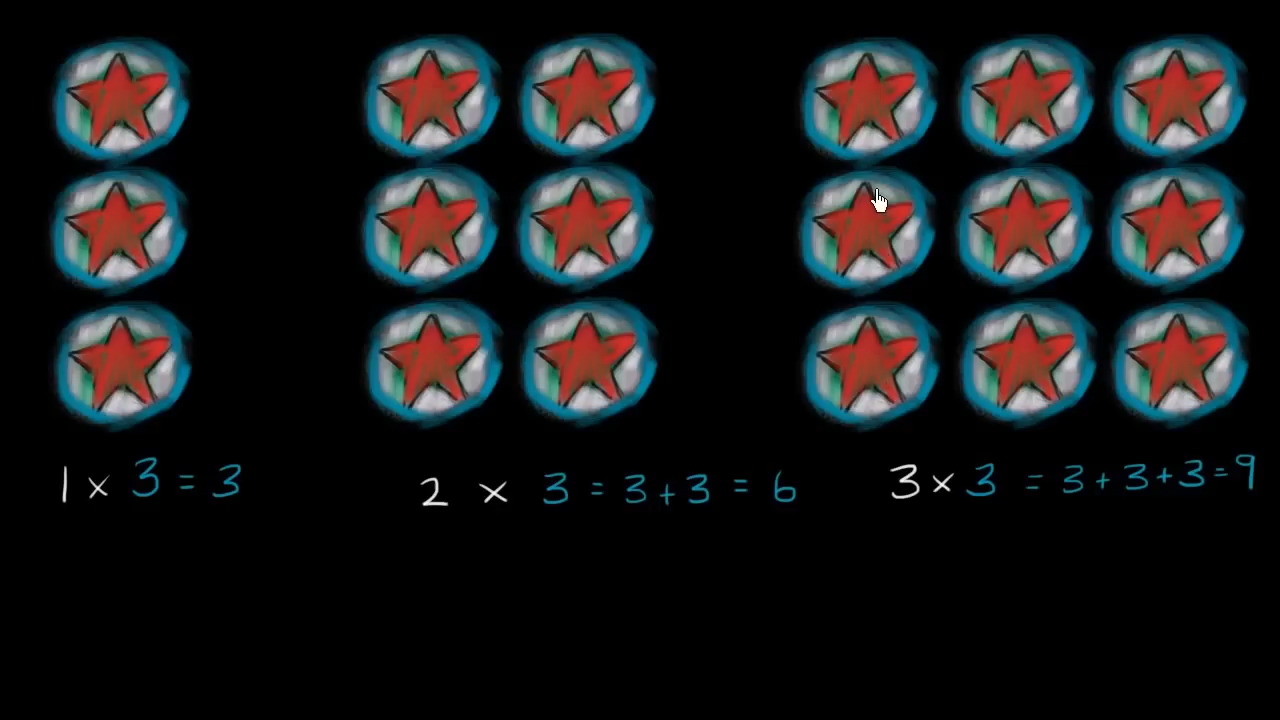 1 × 3 = 3
2 × 3 = 3 + 3 = 6
3 × 3 = 3 + 3 + 3 = 9